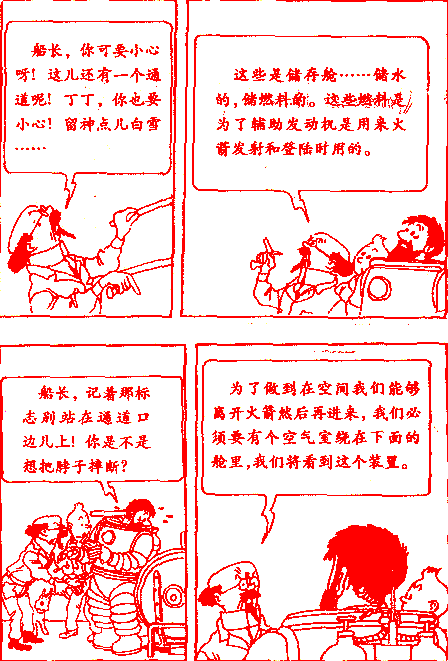 船长，你可要小心
呀！这儿还有一个通
道呢！丁丁，你也要
小心！留神点儿白雪
……
这些是储存舱……储水
的，储燃料的。这些燃料是
为了辅助发动机是用来火
箭发射和登陆时用的。
船长，记着那标
志别站在通道口
边儿上！你是不是
想把脖子摔断？
为了做到在空间我们能够
离开火箭然后再进来，我们必
须要有个空气室绕在下面的
舱里，我们将看到这个装置。